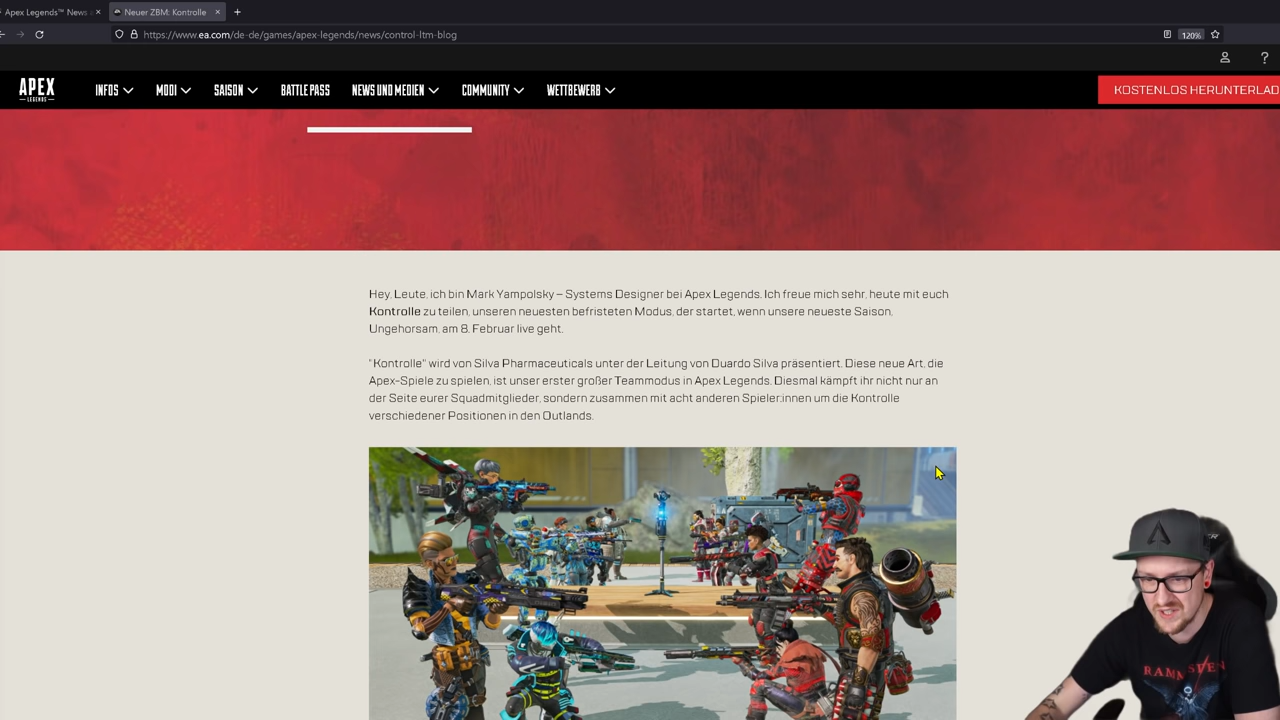 Apex Legends™ News
Neuer ZBM: Kontrolle
https://www.ea.com/de-de/games/apex-legends/news/control-ltm-blog
120%
?
APEX
LEGENDS
INFOS
MODI
SAISON
BATTLE PASS
NEWS UND MEDIEN
COMMUNITY
WETTBEWERB
KOSTENLOS HERUNTERLAD
Hey, Leute, ich bin Mark Yampolsky – Systems Designer bei Apex Legends. Ich freue mich sehr, heute mit euch
Kontrolle zu teilen, unseren neuesten befristeten Modus, der startet, wenn unsere neueste Saison,
Ungehorsam, am 8. Februar live geht.
"Kontrolle" wird von Silva Pharmaceuticals unter der Leitung von Duardo Silva präsentiert. Diese neue Art, die
Apex-Spiele zu spielen, ist unser erster großer Teammodus in Apex Legends. Diesmal kämpft ihr nicht nur an
der Seite eurer Squadmitglieder, sondern zusammen mit acht anderen Spieler:innen um die Kontrolle
verschiedener Positionen in den Outlands.
RAMMSTEIN